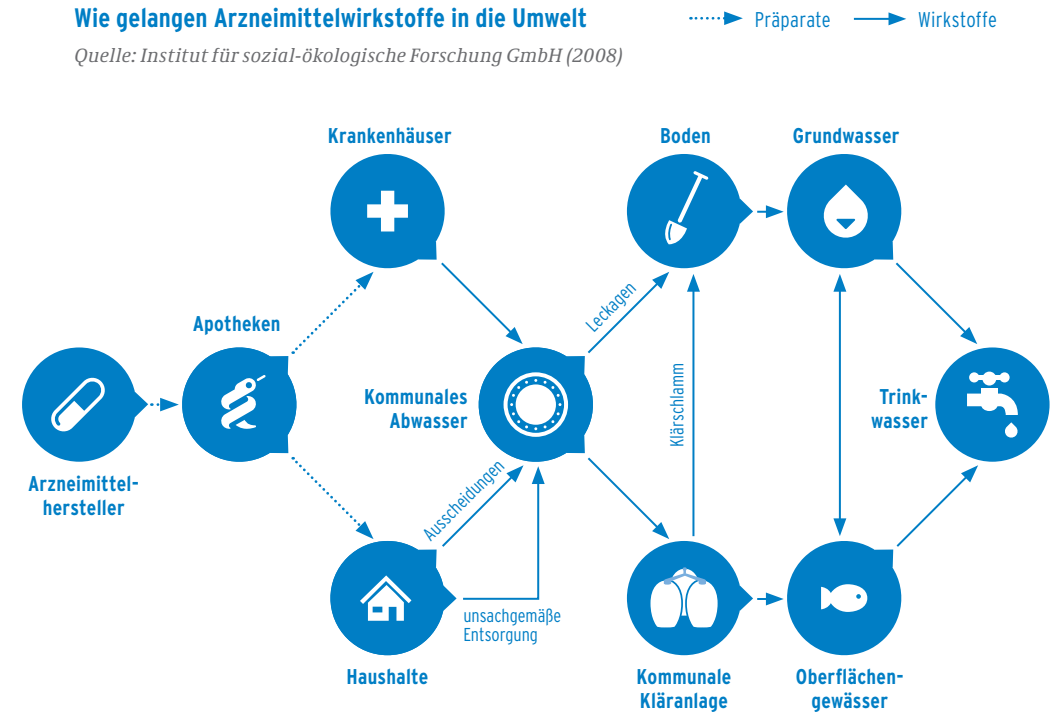 Wie gelangen Arzneimittelwirkstoffe in die Umwelt
Präparate
Wirkstoffe
Quelle: Institut für sozial-ökologische Forschung GmbH (2008)
Krankenhäuser
Boden
Grundwasser
Leckagen
Apotheken
Kommunales
Abwasser
Klärschlamm
Trink-
wasser
Arzneimittel-
hersteller
Ausscheidungen
unsachgemäße
Entsorgung
Haushalte
Kommunale
Kläranlage
Oberflächen-
gewässer